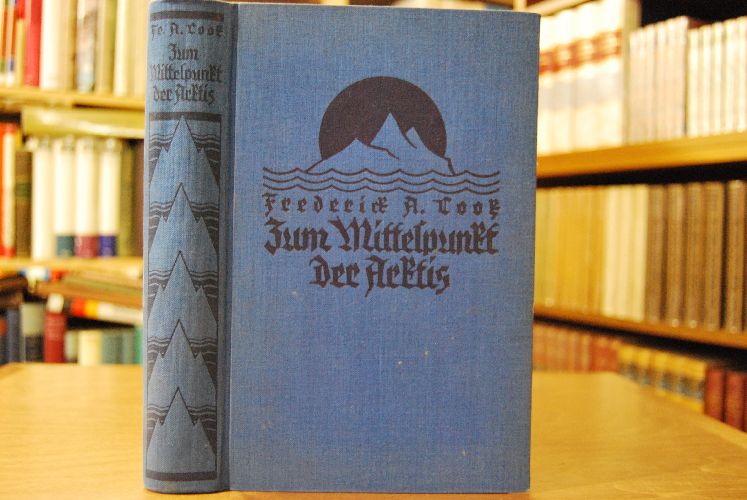 Fr. A. Cook
Zum
Mittelpunkt
der Arktis
Frederick A. Cook
Zum Mittelpunkt
der Arktis